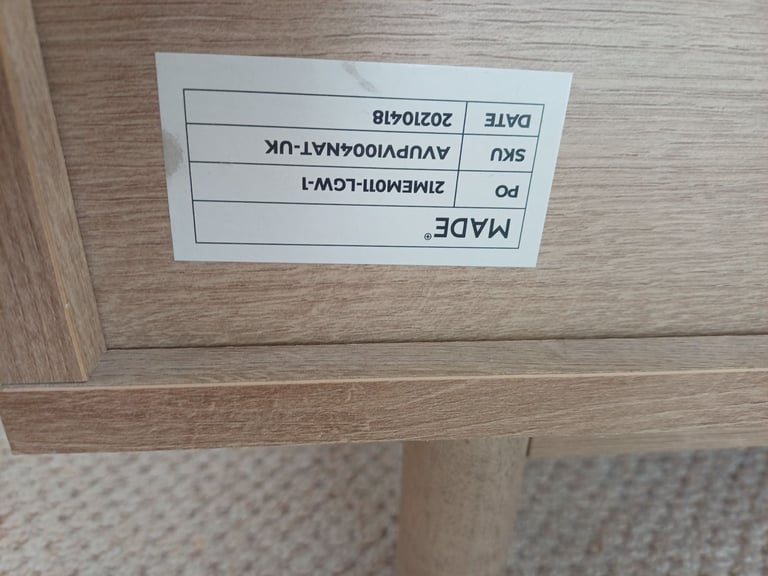 MADE
PO 21MEM011-LGW-1
SKU AVUPVI004NAT-UK
DATE 20210418